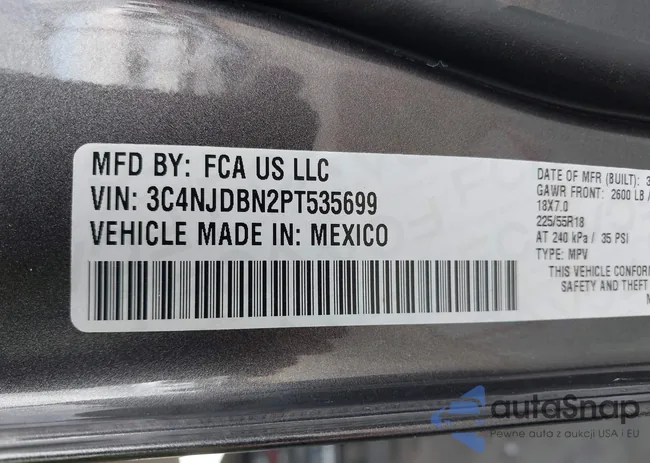 MFD BY: FCA US LLC
VIN: 3C4NJDBN2PT535699
VEHICLE MADE IN: MEXICO
DATE OF MFR (BUILT): 3
GAWR FRONT: 2600 LB /
18X7.0
225/55R18
AT 240 kPa / 35 PSI
TYPE: MPV
THIS VEHICLE CONFOR
SAFETY AND THEFT
autoSnap
Pewne auta z aukcji USA i EU